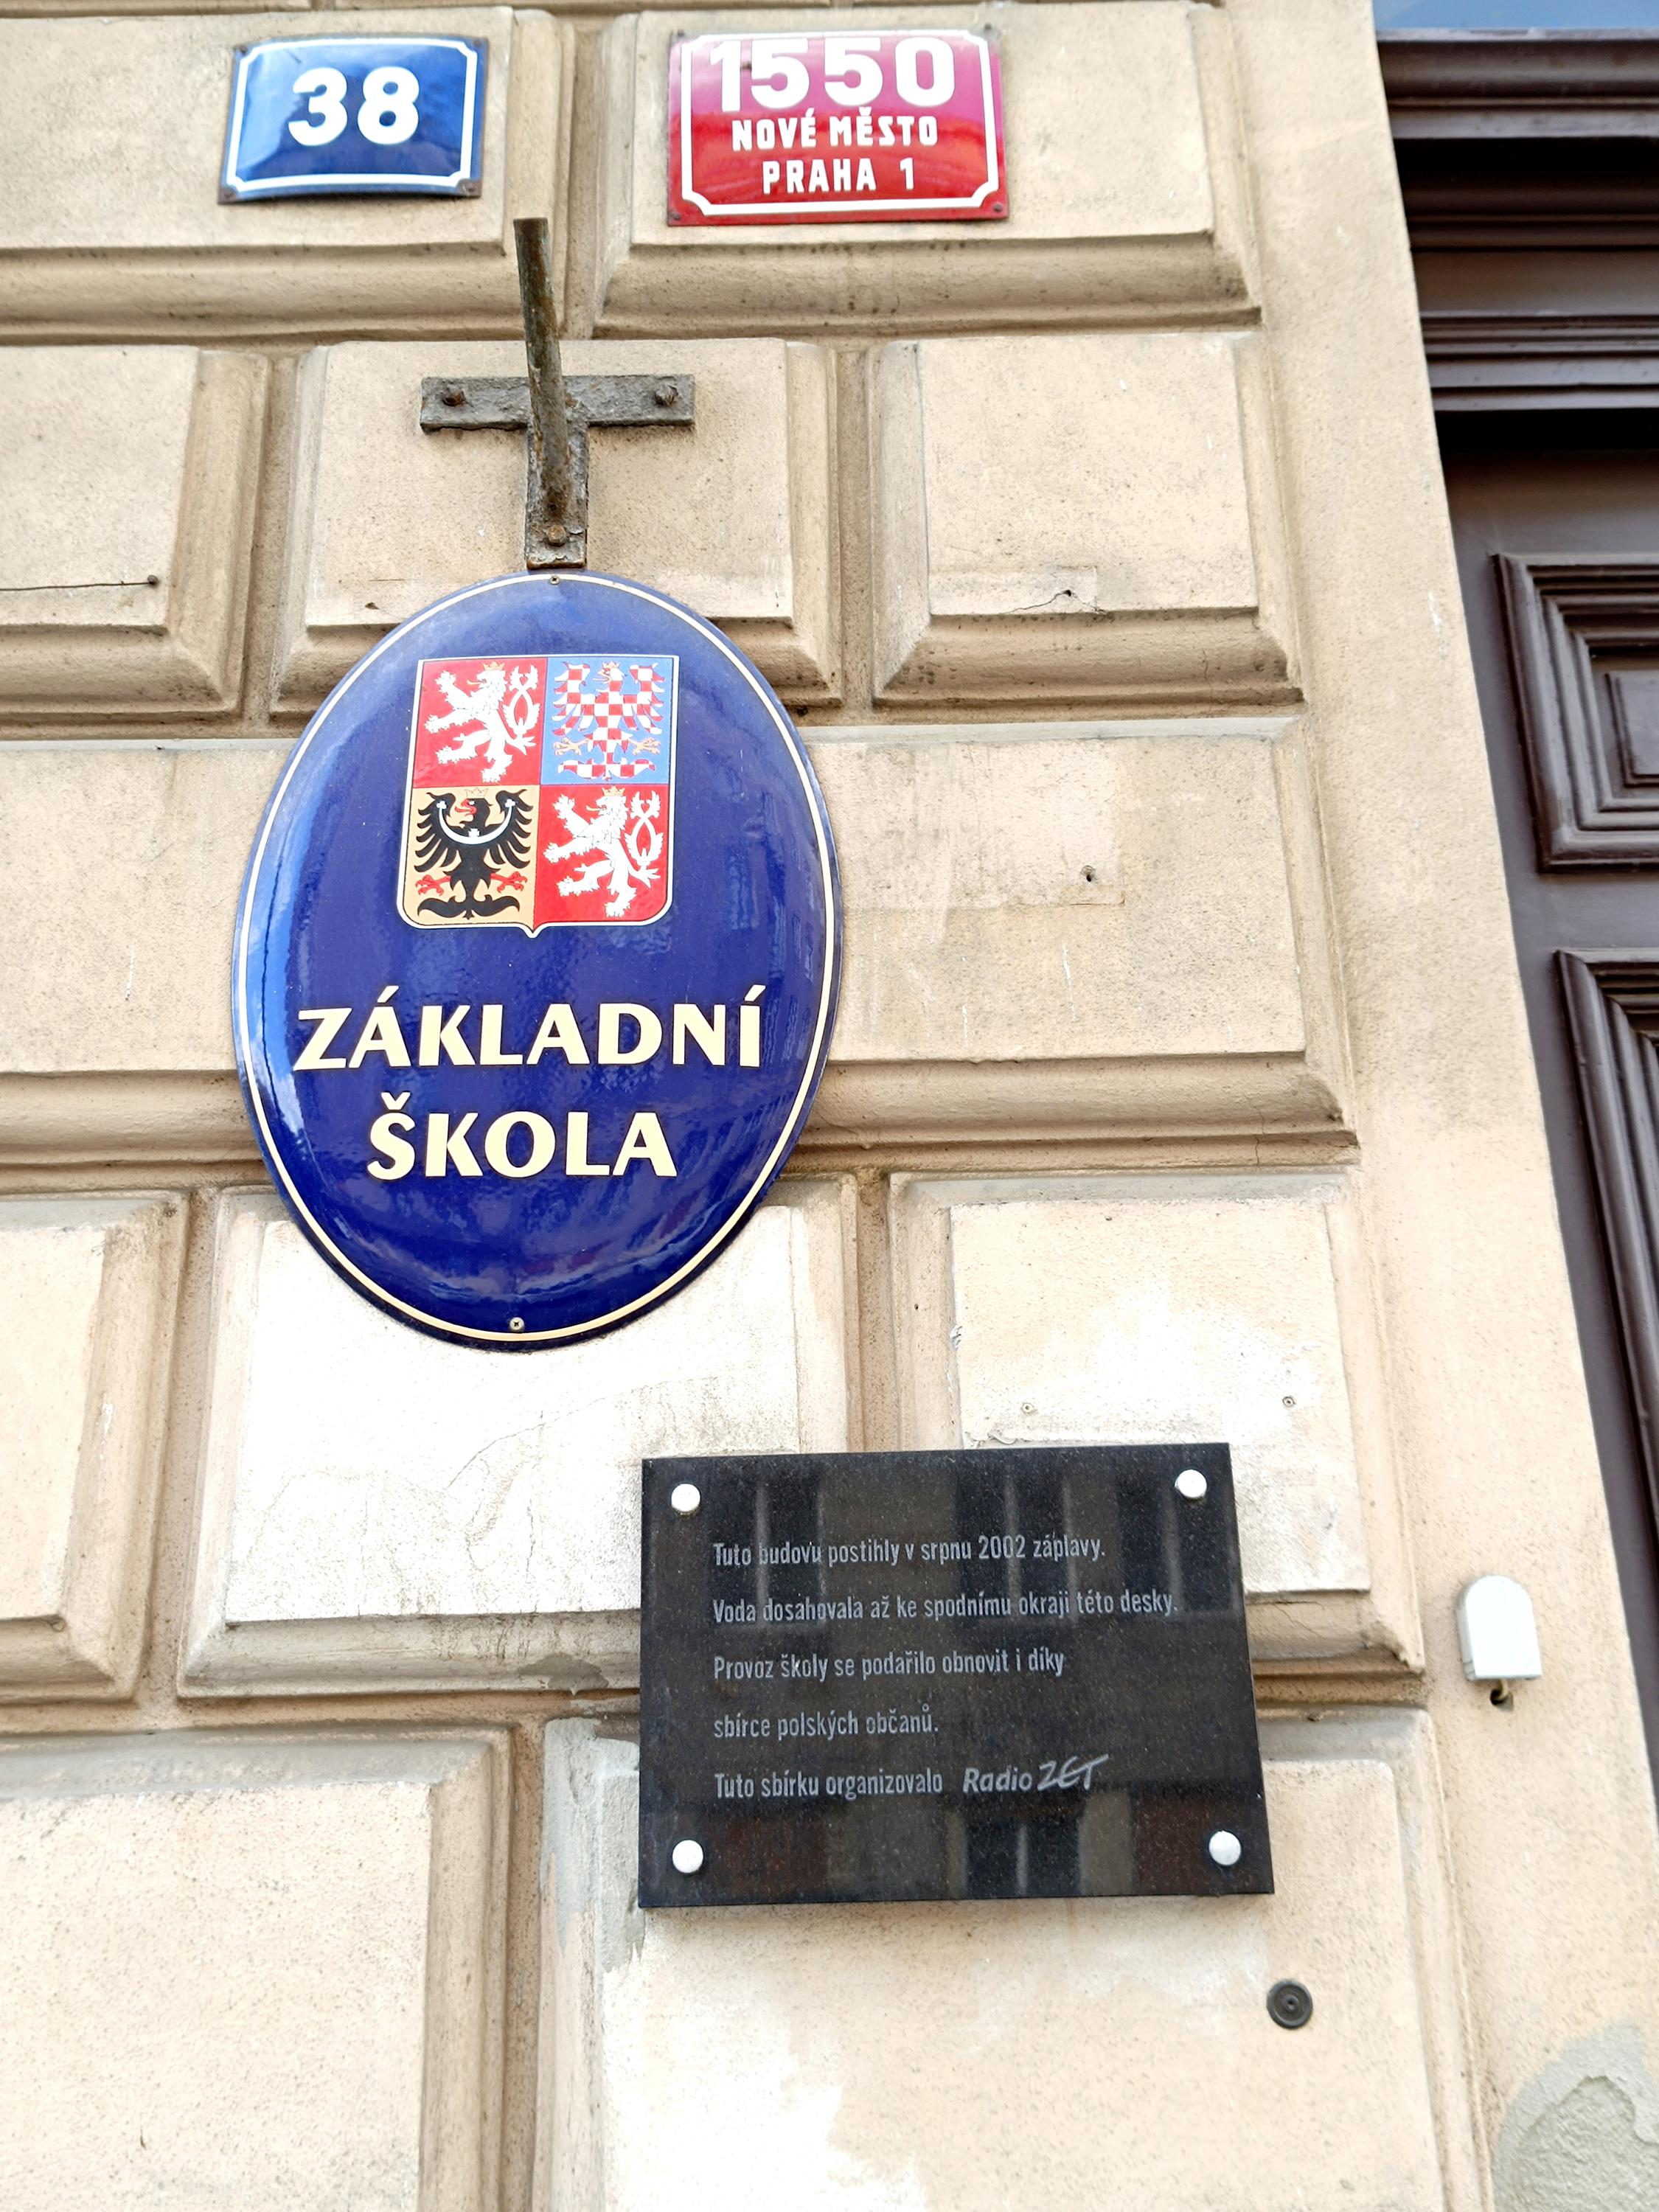 38
1550
NOVÉ MĚSTO
PRAHA 1
ZÁKLADNÍ
ŠKOLA
Tuto budovu postihly v srpnu 2002 záplavy.
Voda dosahovala až ke spodnímu okraji této desky.
Provoz školy se podařilo obnovit i díky
sbírce polských občanů.
Tuto sbírku organizovalo Radio ZET